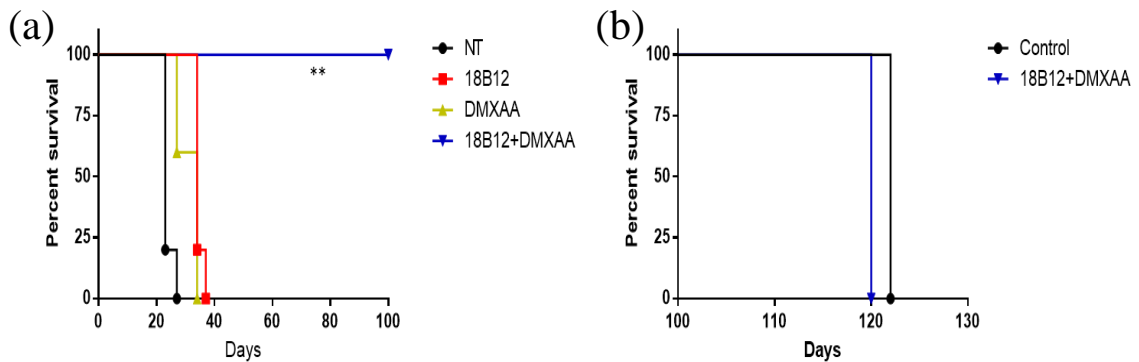 (a)
Percent survival
100
75
50
25
0
**
0 20 40 60 80 100
Days
NT
18B12
DMXAA
18B12+DMXAA
(b)
Percent survival
100
75
50
25
0
100 110 120 130
Days
Control
18B12+DMXAA